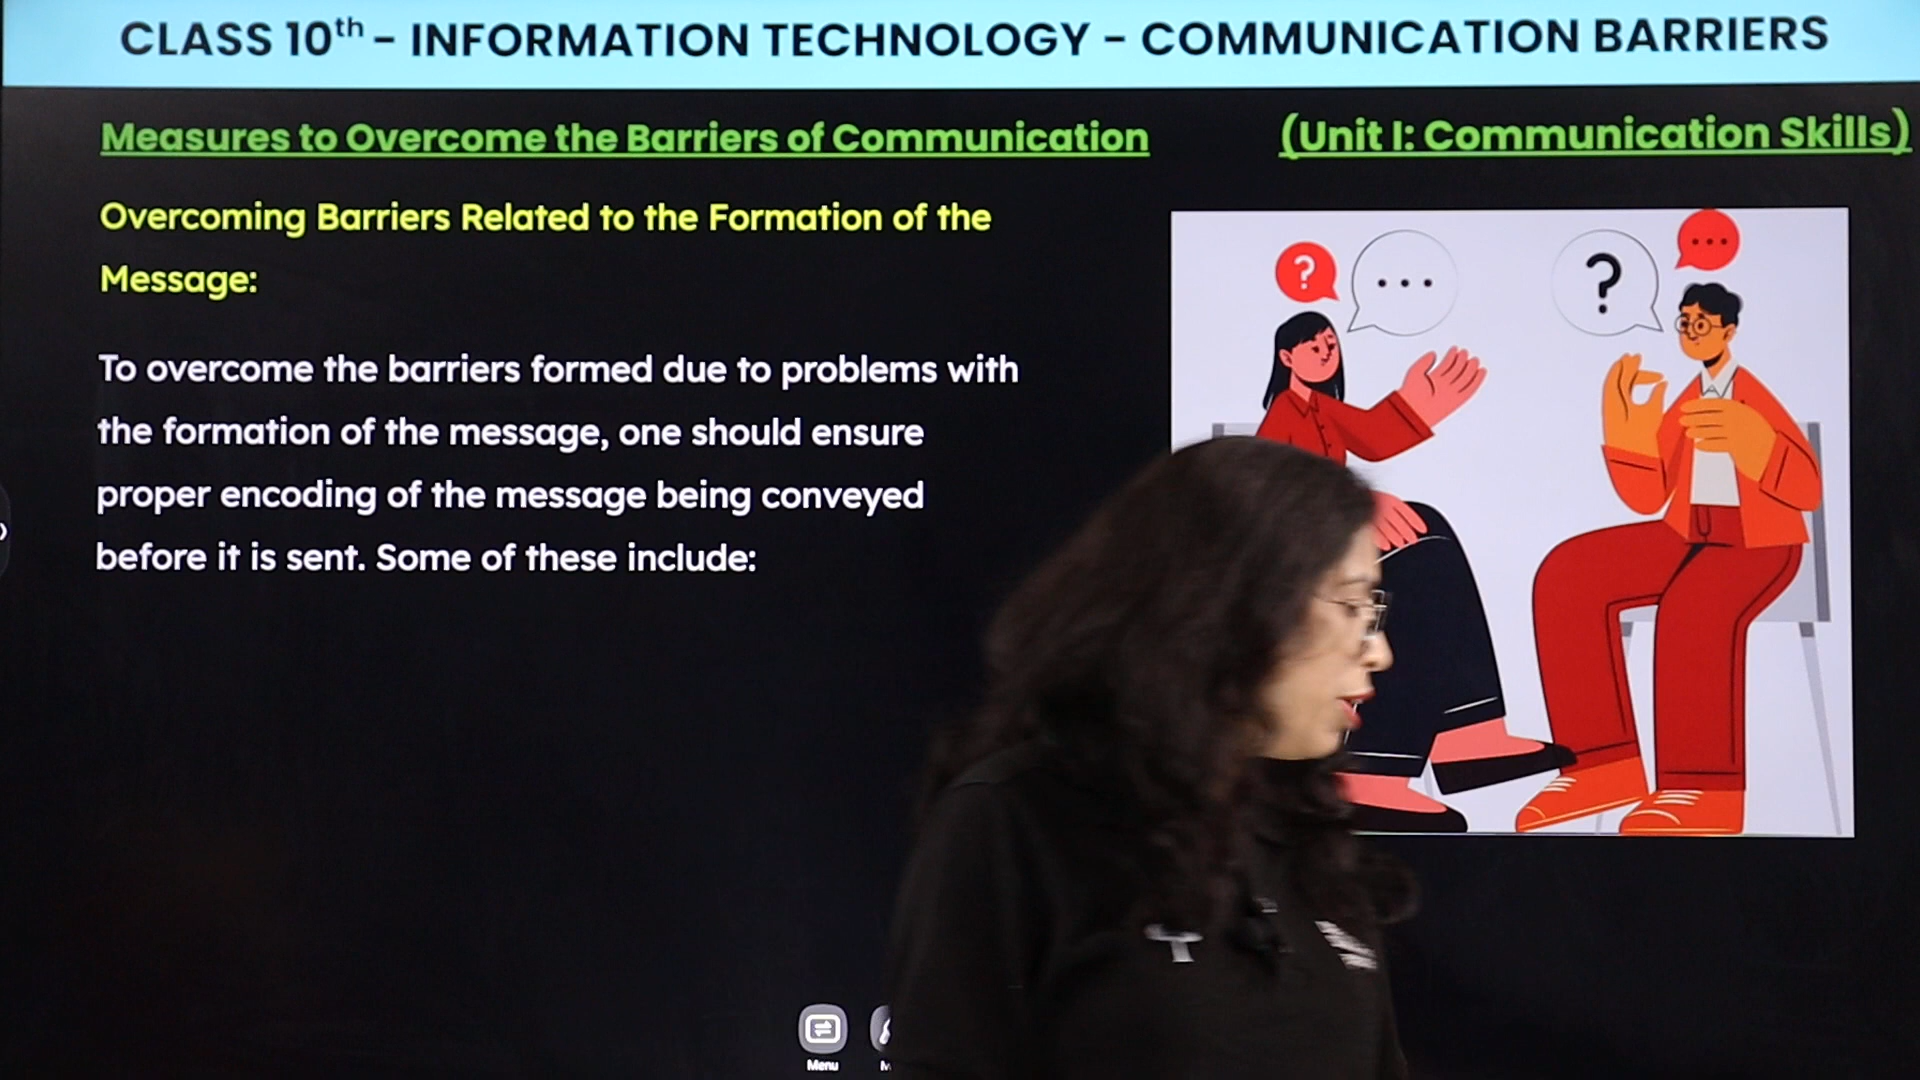 CLASS 10th - INFORMATION TECHNOLOGY - COMMUNICATION BARRIERS
Measures to Overcome the Barriers of Communication (Unit I: Communication Skills)
Overcoming Barriers Related to the Formation of the
Message:
To overcome the barriers formed due to problems with
the formation of the message, one should ensure
proper encoding of the message being conveyed
before it is sent. Some of these include:
?
...
?
...
Menu